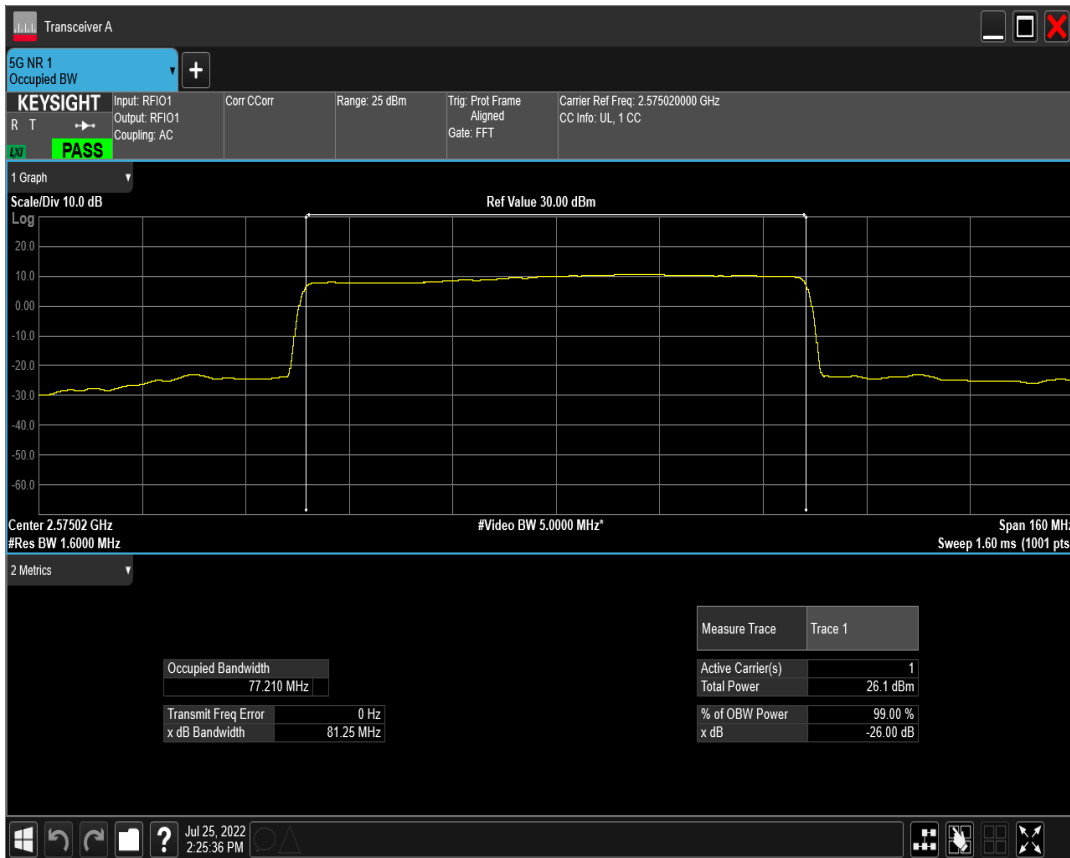 Transceiver A
5G NR 1
Occupied BW
+
KEYSIGHT
R T
LXI
PASS
Input: RFIO1
Output: RFIO1
Coupling: AC
Corr CCorr
Range: 25 dBm
Trig: Prot Frame
Aligned
Gate: FFT
Carrier Ref Freq: 2.575020000 GHz
CC Info: UL, 1 CC
1 Graph
Scale/Div 10.0 dB
Ref Value 30.00 dBm
Log
20.0
10.0
0.00
-10.0
-20.0
-30.0
-40.0
-50.0
-60.0
Center 2.57502 GHz
#Video BW 5.0000 MHz*
Span 160 MHz
#Res BW 1.6000 MHz
Sweep 1.60 ms (1001 pts
2 Metrics
Measure Trace Trace 1
Occupied Bandwidth
77.210 MHz
Active Carrier(s) 1
Total Power 26.1 dBm
Transmit Freq Error 0 Hz
x dB Bandwidth 81.25 MHz
% of OBW Power 99.00 %
x dB -26.00 dB
?
Jul 25, 2022
2:25:36 PM